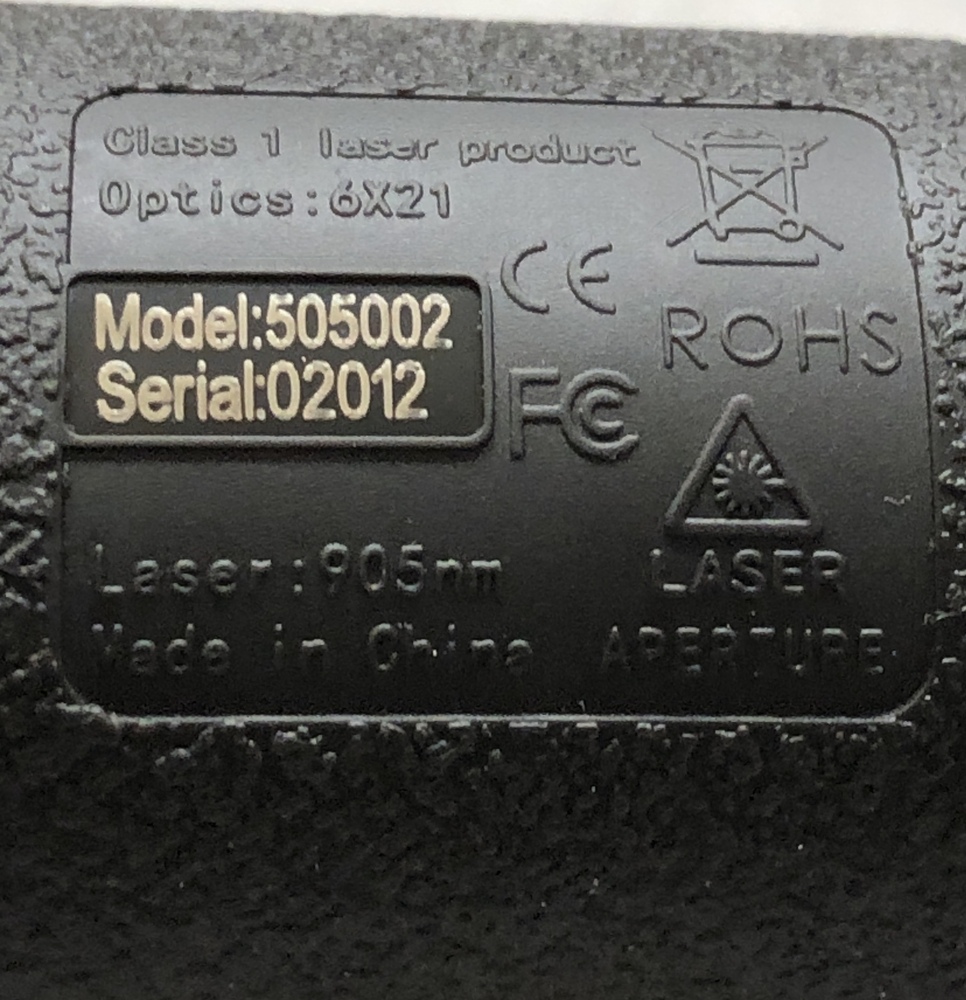 Class 1 laser product
Optics:6X21
Model:505002
Serial:02012
CE
ROHS
FC
LASER
APERTURE
Laser:905nm
Made in China